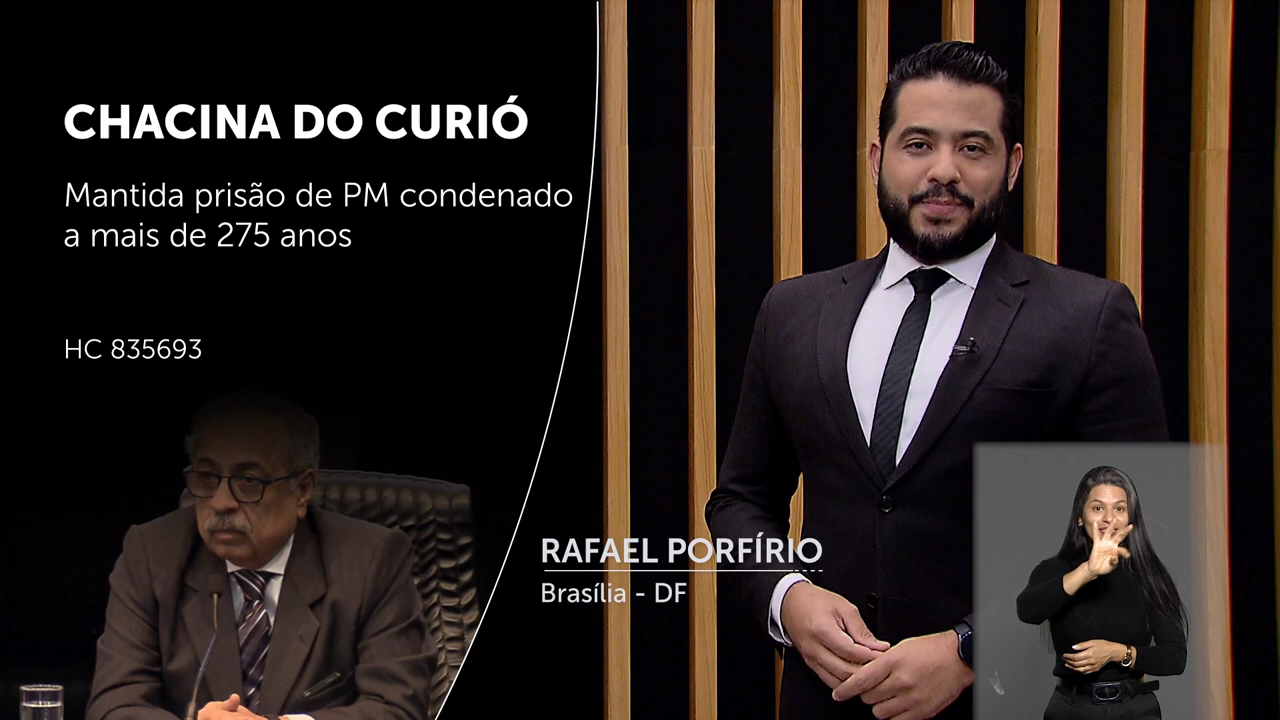 CHACINA DO CURIÓ
Mantida prisão de PM condenado
a mais de 275 anos
HC 835693
RAFAEL PORFÍRIO
Brasília - DF